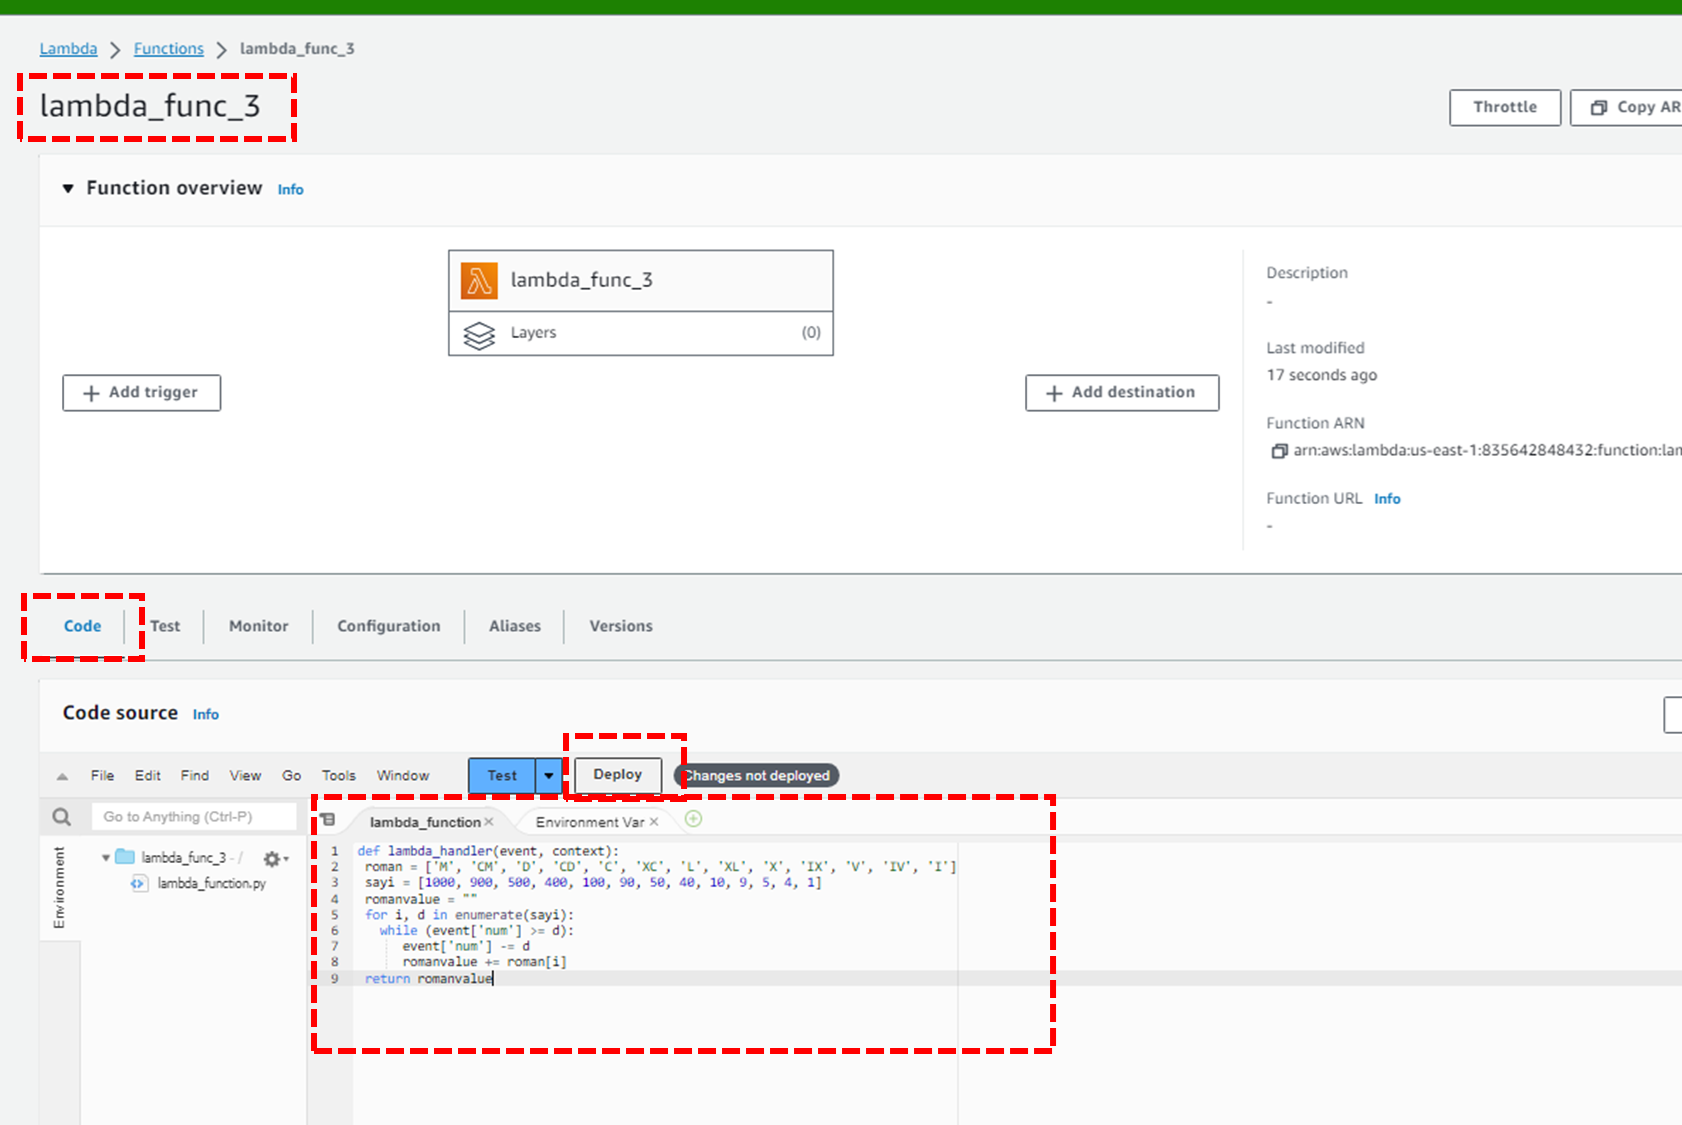 Lambda > Functions > lambda_func_3
lambda_func_3
Throttle
Copy AR
Function overview Info
lambda_func_3
Layers (0)
Add trigger
Add destination
Description
-
Last modified
17 seconds ago
Function ARN
arn:aws:lambda:us-east-1:835642848432:function:lam
Function URL Info
-
Code
Test
Monitor
Configuration
Aliases
Versions
Code source Info
File Edit Find View Go Tools Window
Test
Deploy
Changes not deployed
Go to Anything (Ctrl-P)
Environment
lambda_func_3 - /
lambda_function.py
lambda_function ×
Environment Var ×
1 def lambda_handler(event, context):
2 roman = ['M', 'CM', 'D', 'CD', 'C', 'XC', 'L', 'XL', 'X', 'IX', 'V', 'IV', 'I']
3 sayi = [1000, 900, 500, 400, 100, 90, 50, 40, 10, 9, 5, 4, 1]
4 romanvalue = ""
5 for i, d in enumerate(sayi):
6 while (event['num'] >= d):
7 event['num'] -= d
8 romanvalue += roman[i]
9 return romanvalue